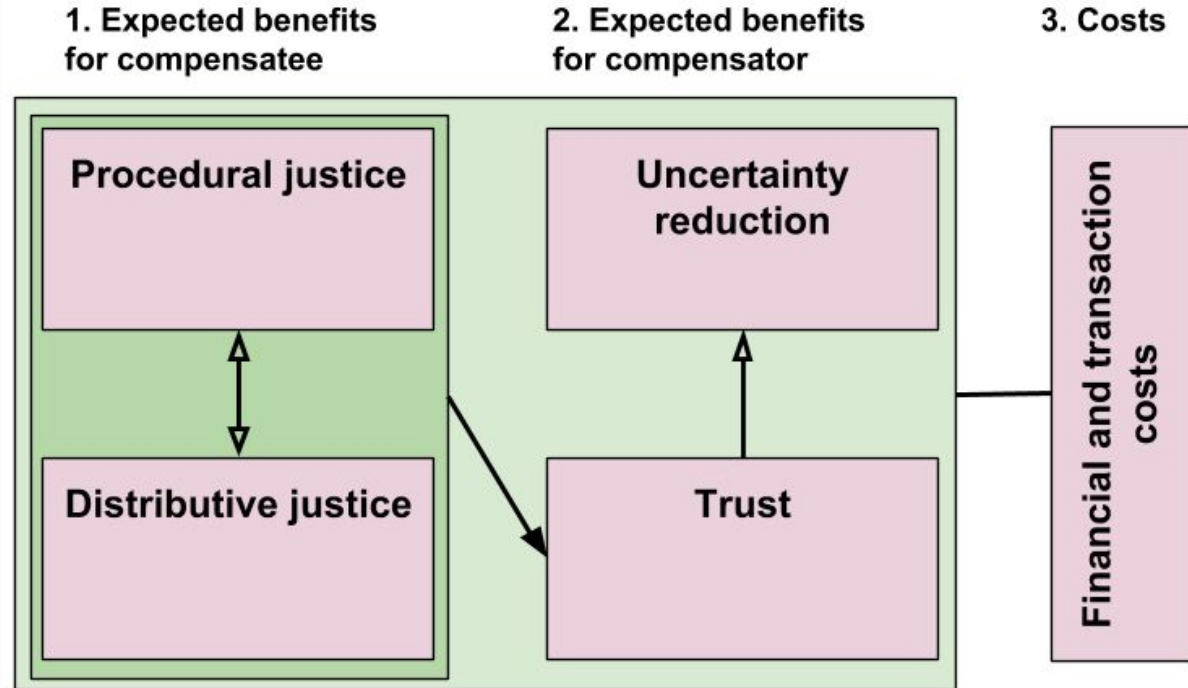 1. Expected benefits
for compensatee
2. Expected benefits
for compensator
3. Costs
Procedural justice
Uncertainty
reduction
Distributive justice
Trust
Financial and transaction
costs